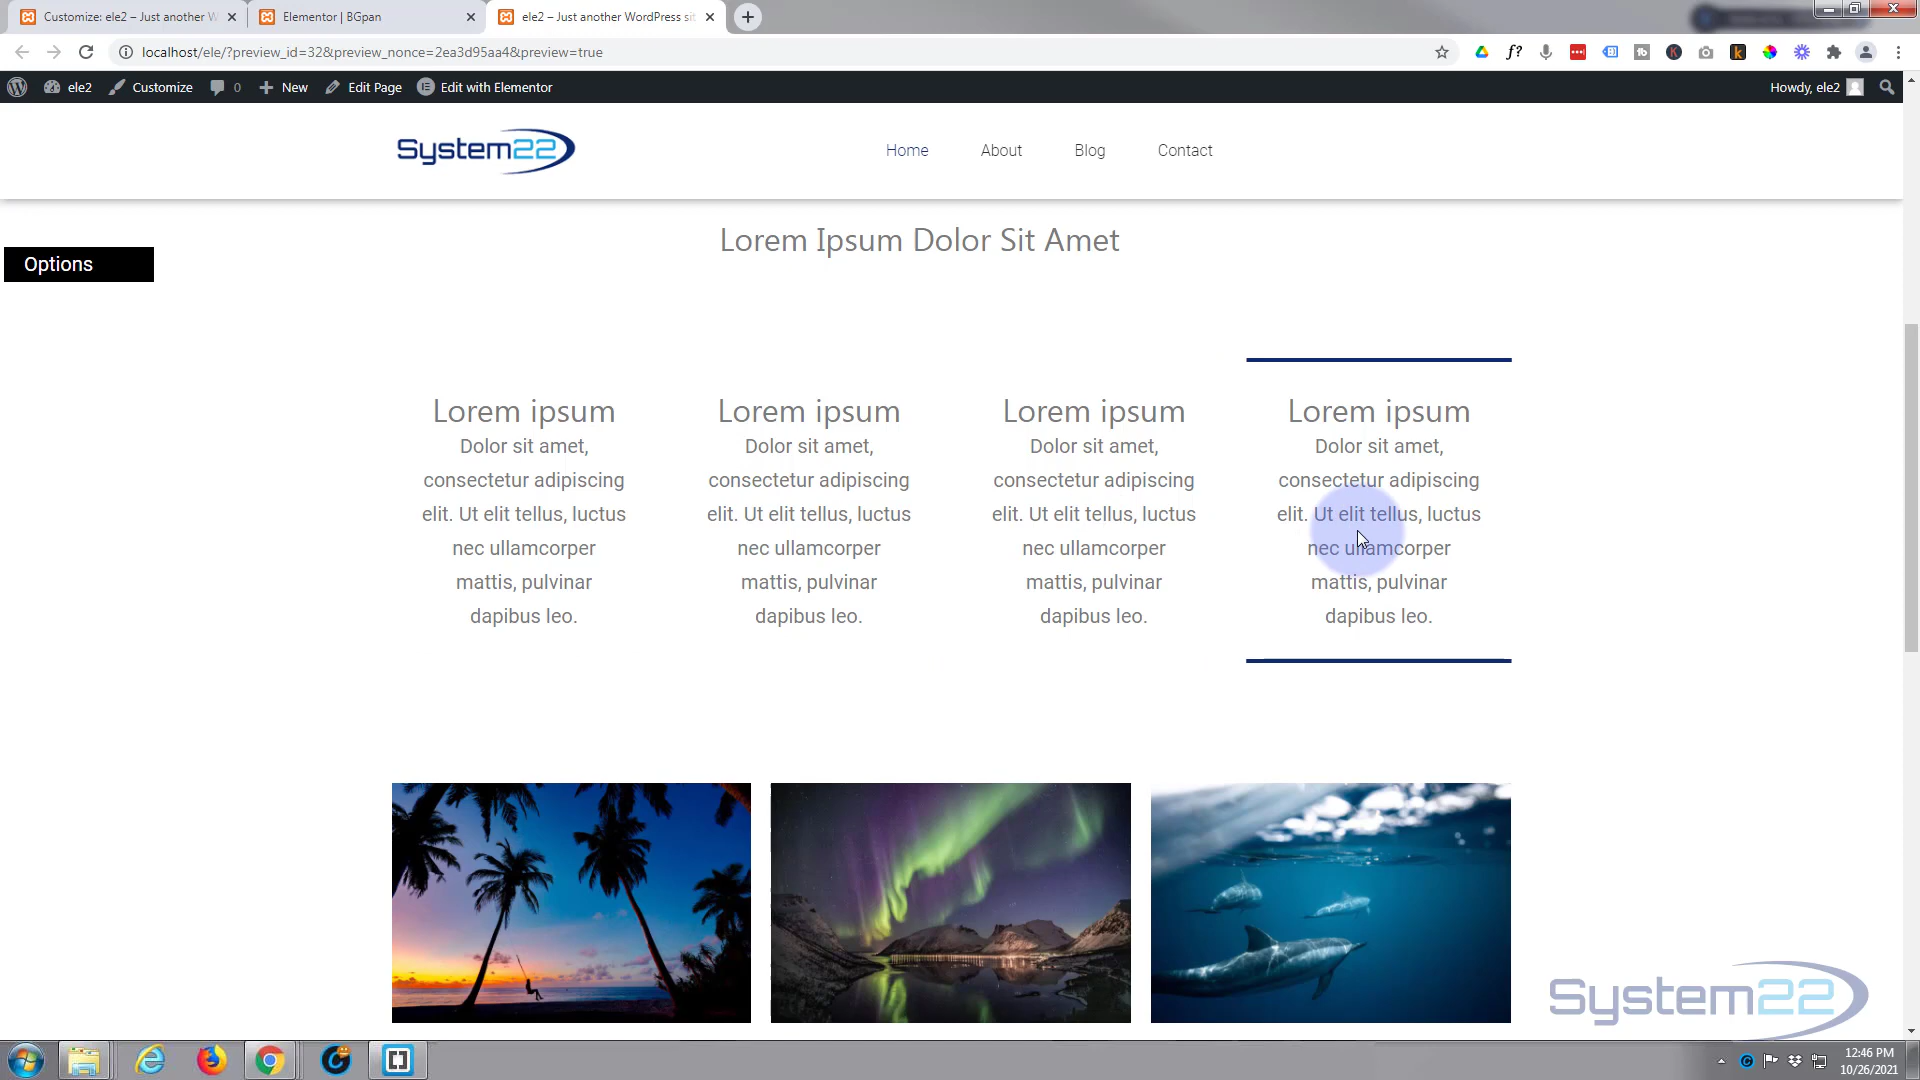 Customize: ele2 – Just another W
Elementor | BGpan
ele2 – Just another WordPress sit
localhost/ele/?preview_id=32&preview_nonce=2ea3d95aa4&preview=true
ele2
Customize
0
New
Edit Page
Edit with Elementor
Howdy, ele2
System22
Home
About
Blog
Contact
Lorem Ipsum Dolor Sit Amet
Options
Lorem ipsum
Dolor sit amet,
consectetur adipiscing
elit. Ut elit tellus, luctus
nec ullamcorper
mattis, pulvinar
dapibus leo.
Lorem ipsum
Dolor sit amet,
consectetur adipiscing
elit. Ut elit tellus, luctus
nec ullamcorper
mattis, pulvinar
dapibus leo.
Lorem ipsum
Dolor sit amet,
consectetur adipiscing
elit. Ut elit tellus, luctus
nec ullamcorper
mattis, pulvinar
dapibus leo.
Lorem ipsum
Dolor sit amet,
consectetur adipiscing
elit. Ut elit tellus, luctus
nec ullamcorper
mattis, pulvinar
dapibus leo.
System22
12:46 PM
10/26/2021